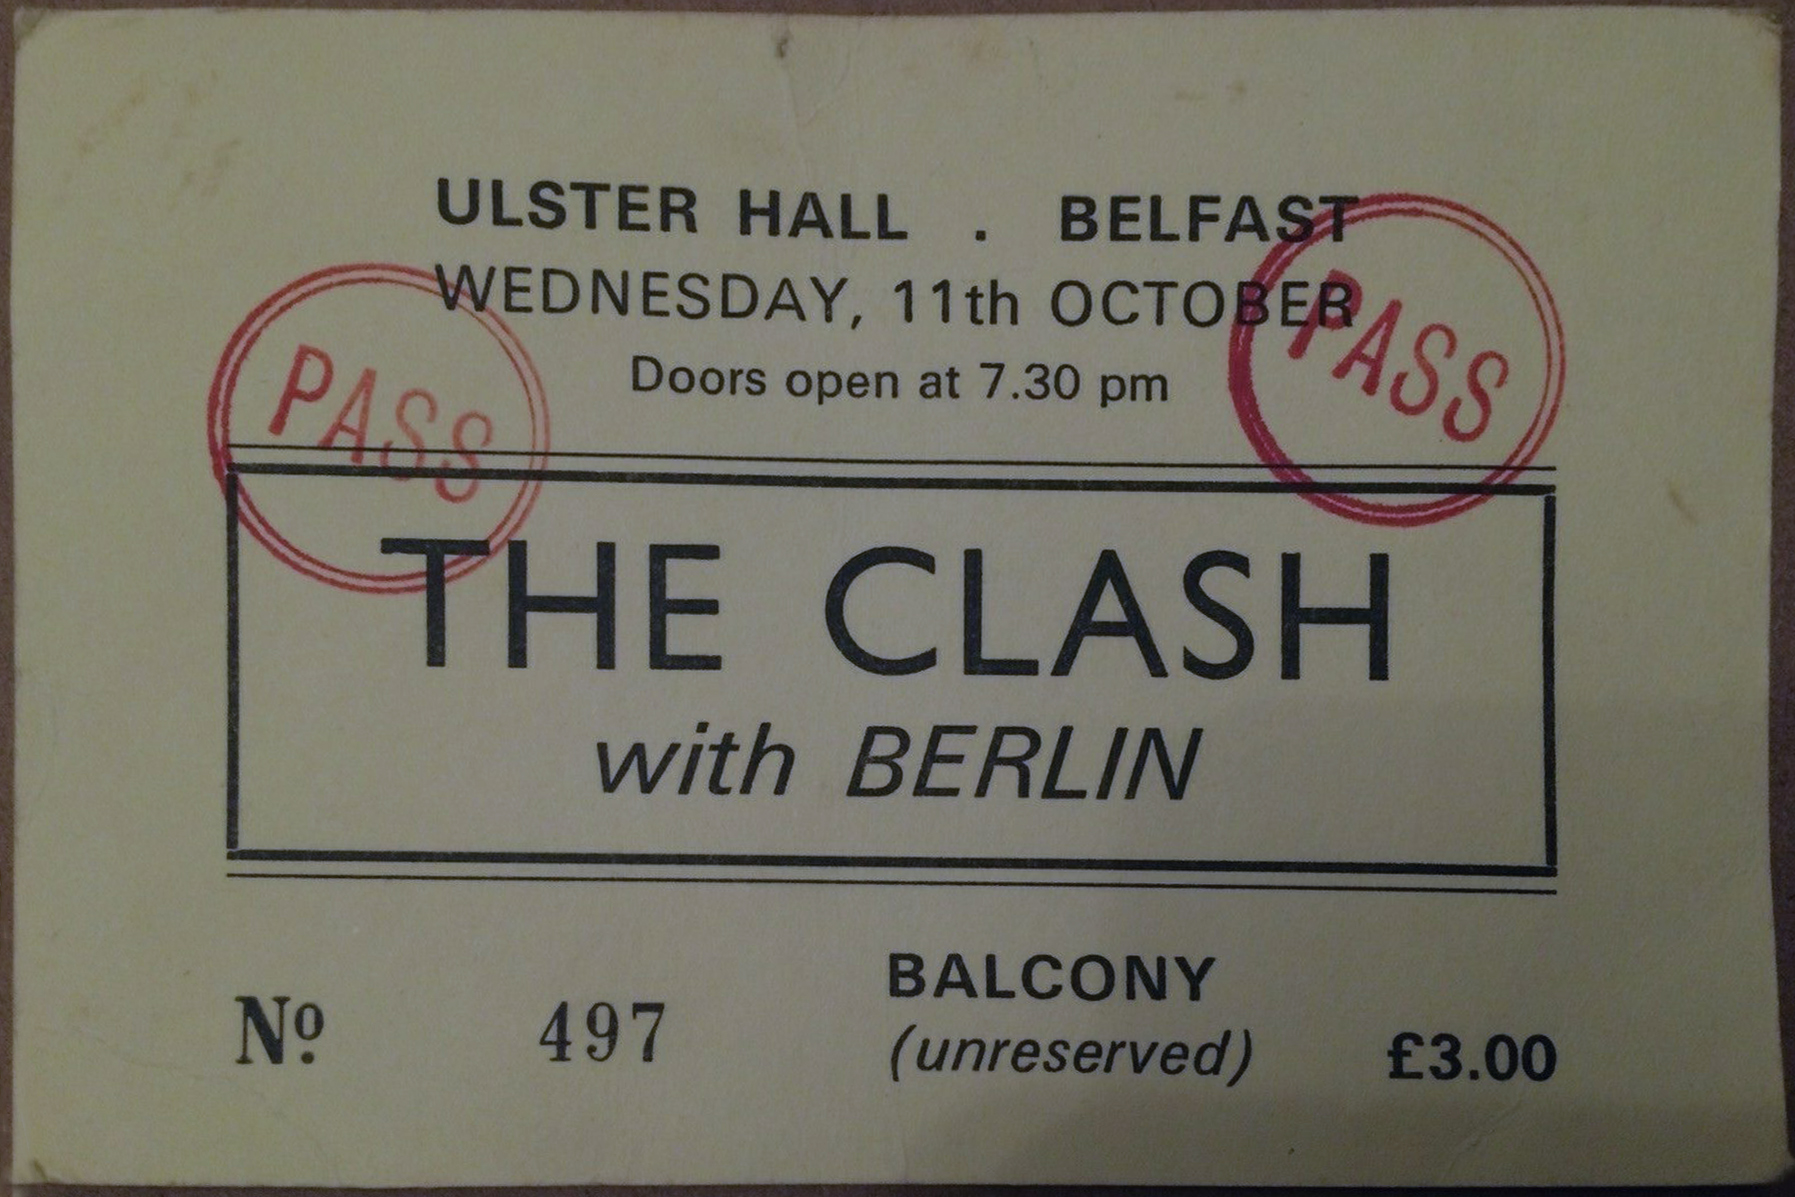 ULSTER HALL . BELFAST
WEDNESDAY, 11th OCTOBER
Doors open at 7.30 pm
PASS
PASS
THE CLASH
with BERLIN
Nº. 497
BALCONY
(unreserved)
£3.00